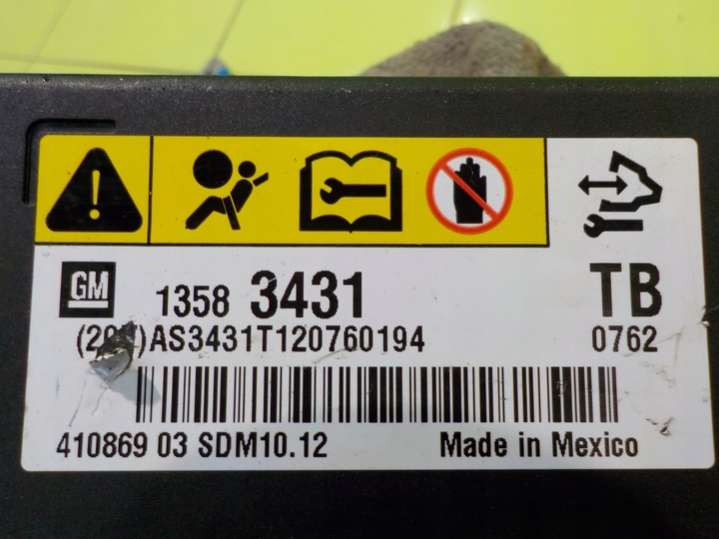 GM 1358 3431 TB
AS3431T120760194 0762
410869 03 SDM10.12 Made in Mexico